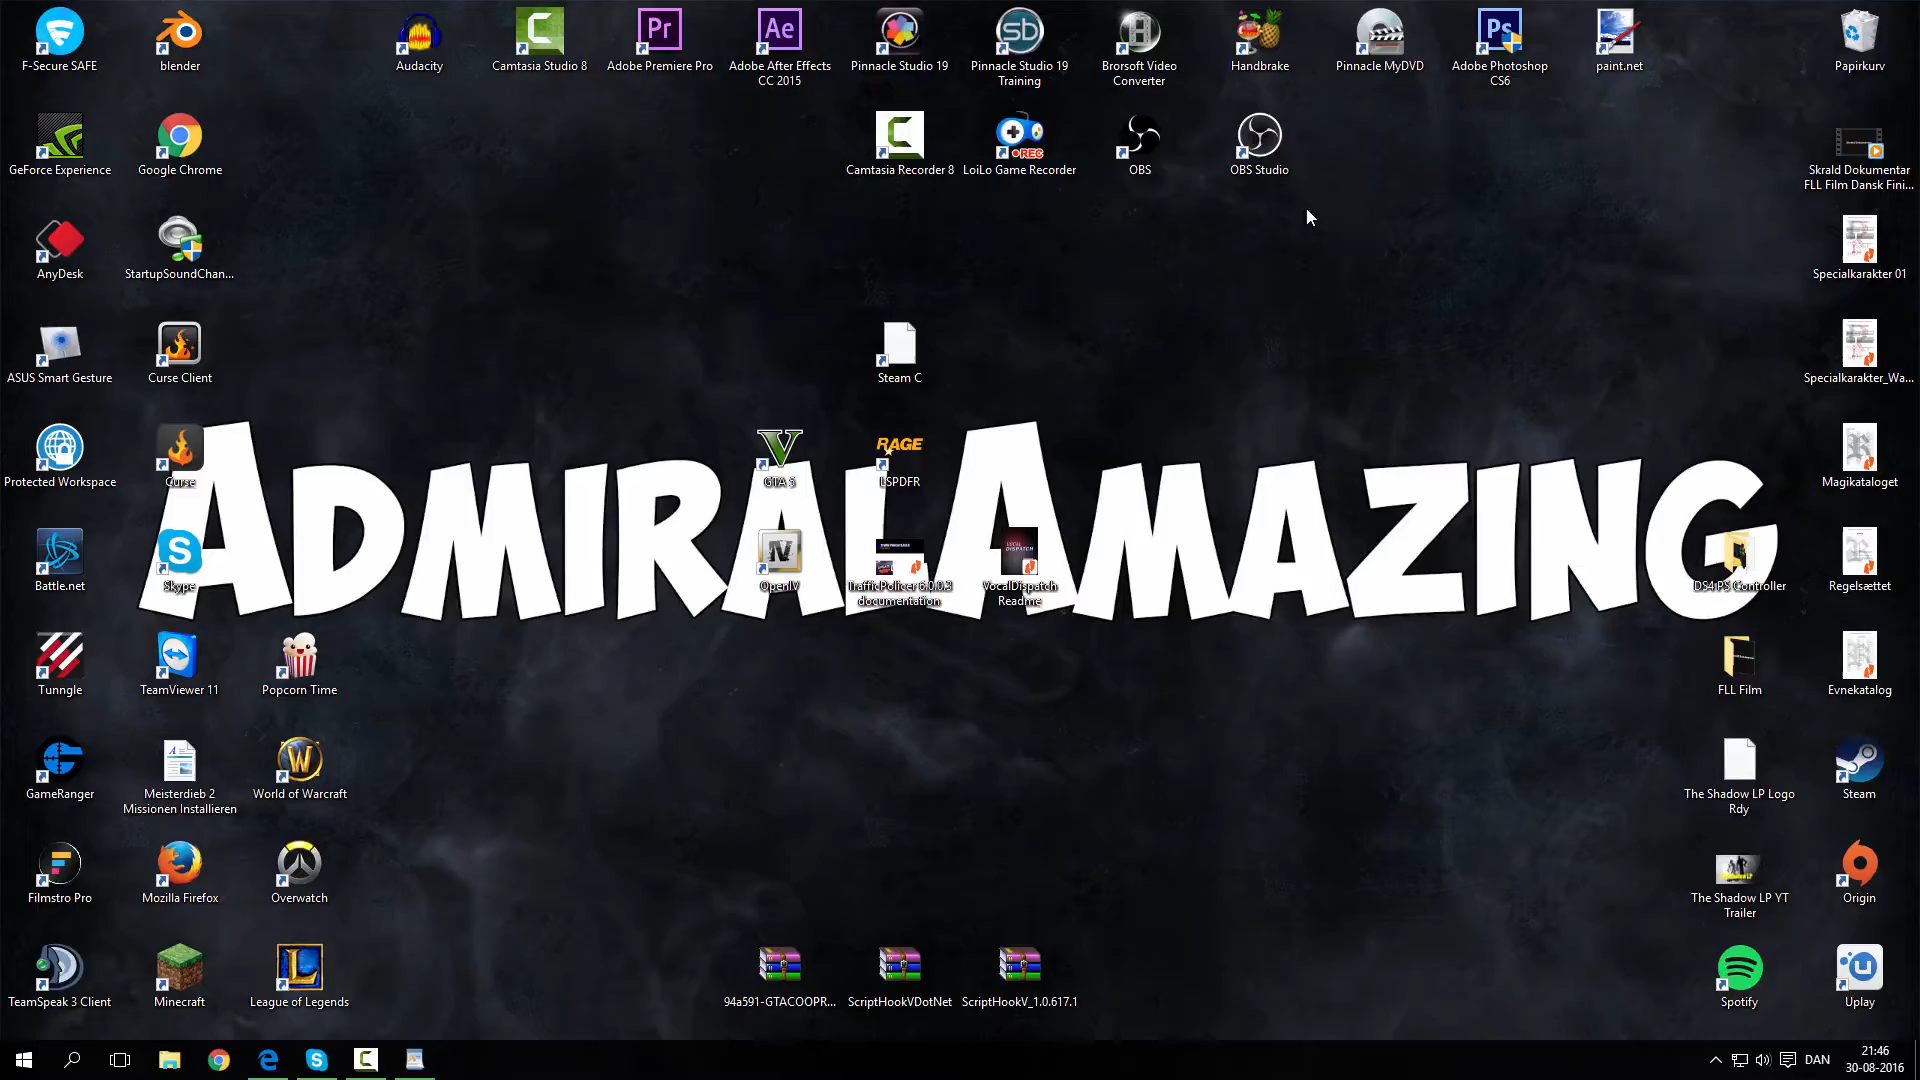 F-Secure SAFE
blender
Audacity
Camtasia Studio 8
Adobe Premiere Pro
Adobe After Effects
CC 2015
Pinnacle Studio 19
Pinnacle Studio 19
Training
Brorsoft Video
Converter
Handbrake
Pinnacle MyDVD
Adobe Photoshop
CS6
paint.net
Papirkurv
GeForce Experience
Google Chrome
Camtasia Recorder 8
LoiLo Game Recorder
OBS
OBS Studio
Skrald Dokumentar
FLL Film Dansk Fini...
AnyDesk
StartupSoundChan...
Specialkarakter 01
ASUS Smart Gesture
Curse Client
Steam C
Specialkarakter_Wa...
Protected Workspace
Curse
GTA 5
RAGE
LSPDFR
Magikataloget
AdmiralAmazing
Battle.net
Skype
OpenIV
TrafficPolicer 6.0.0.3
documentation
VOCAL
DISPATCH
VocalDispatch
Readme
DS4 PS Controller
Regelsættet
Tunngle
TeamViewer 11
Popcorn Time
FLL Film
Evnekatalog
GameRanger
Meisterdieb 2
Missionen Installieren
World of Warcraft
The Shadow LP Logo
Rdy
Steam
Filmstro Pro
Mozilla Firefox
Overwatch
The Shadow LP YT
Trailer
Origin
TeamSpeak 3 Client
Minecraft
League of Legends
94a591-GTACOOPR...
ScriptHookVDotNet
ScriptHookV_1.0.617.1
Spotify
Uplay
DAN
21:46
30-08-2016